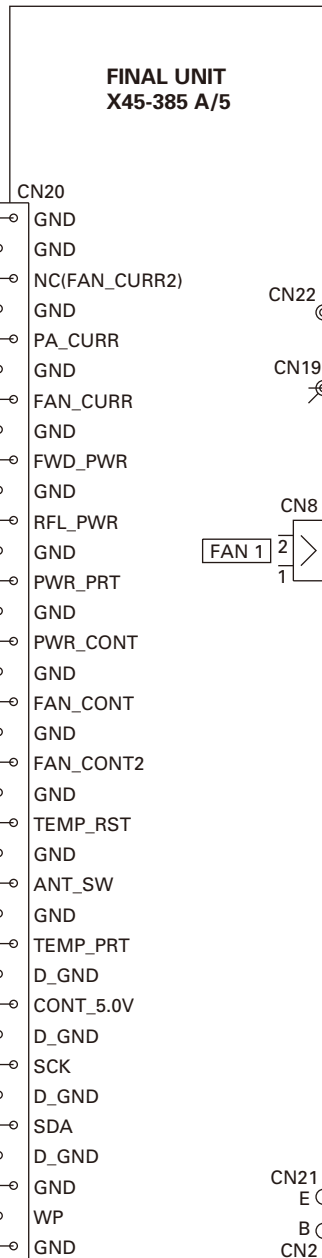 FINAL UNIT
X45-385 A/5
CN20
GND
GND
NC(FAN_CURR2)
GND
PA_CURR
GND
FAN_CURR
GND
FWD_PWR
GND
RFL_PWR
GND
PWR_PRT
GND
PWR_CONT
GND
FAN_CONT
GND
FAN_CONT2
GND
TEMP_RST
GND
ANT_SW
GND
TEMP_PRT
D_GND
CONT_5.0V
D_GND
SCK
D_GND
SDA
D_GND
GND
WP
GND
CN22
CN19
CN8
FAN 1
2
1
CN21
E
B
CN2